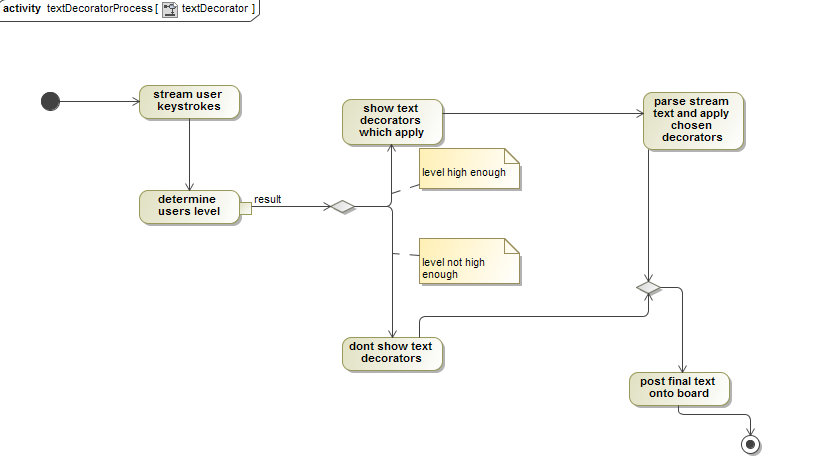 activity textDecoratorProcess [ textDecorator ]
stream user
keystrokes
determine
users level
result
show text
decorators
which apply
level high enough
level not high
enough
dont show text
decorators
parse stream
text and apply
chosen
decorators
post final text
onto board